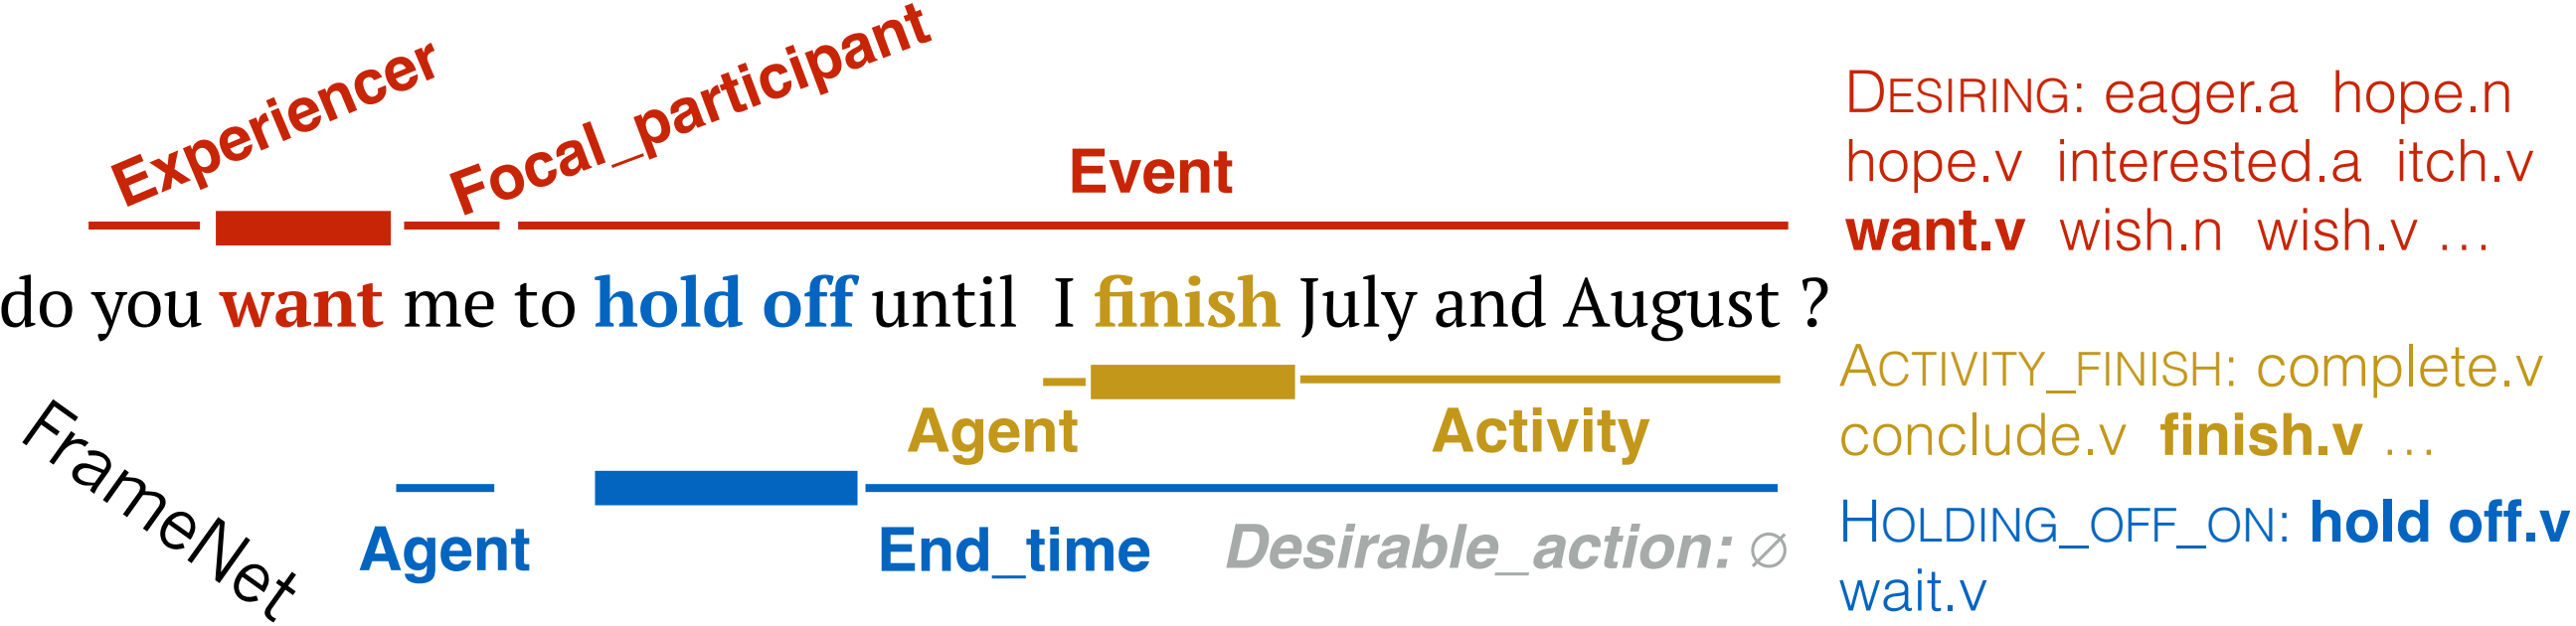 Experiencer
Focal_participant
Event
do you want me to hold off until I finish July and August ?
Agent
Activity
Agent
End_time
Desirable_action: ∅
FrameNet
DESIRING: eager.a hope.n
hope.v interested.a itch.v
want.v wish.n wish.v …
ACTIVITY_FINISH: complete.v
conclude.v finish.v …
HOLDING_OFF_ON: hold off.v
wait.v